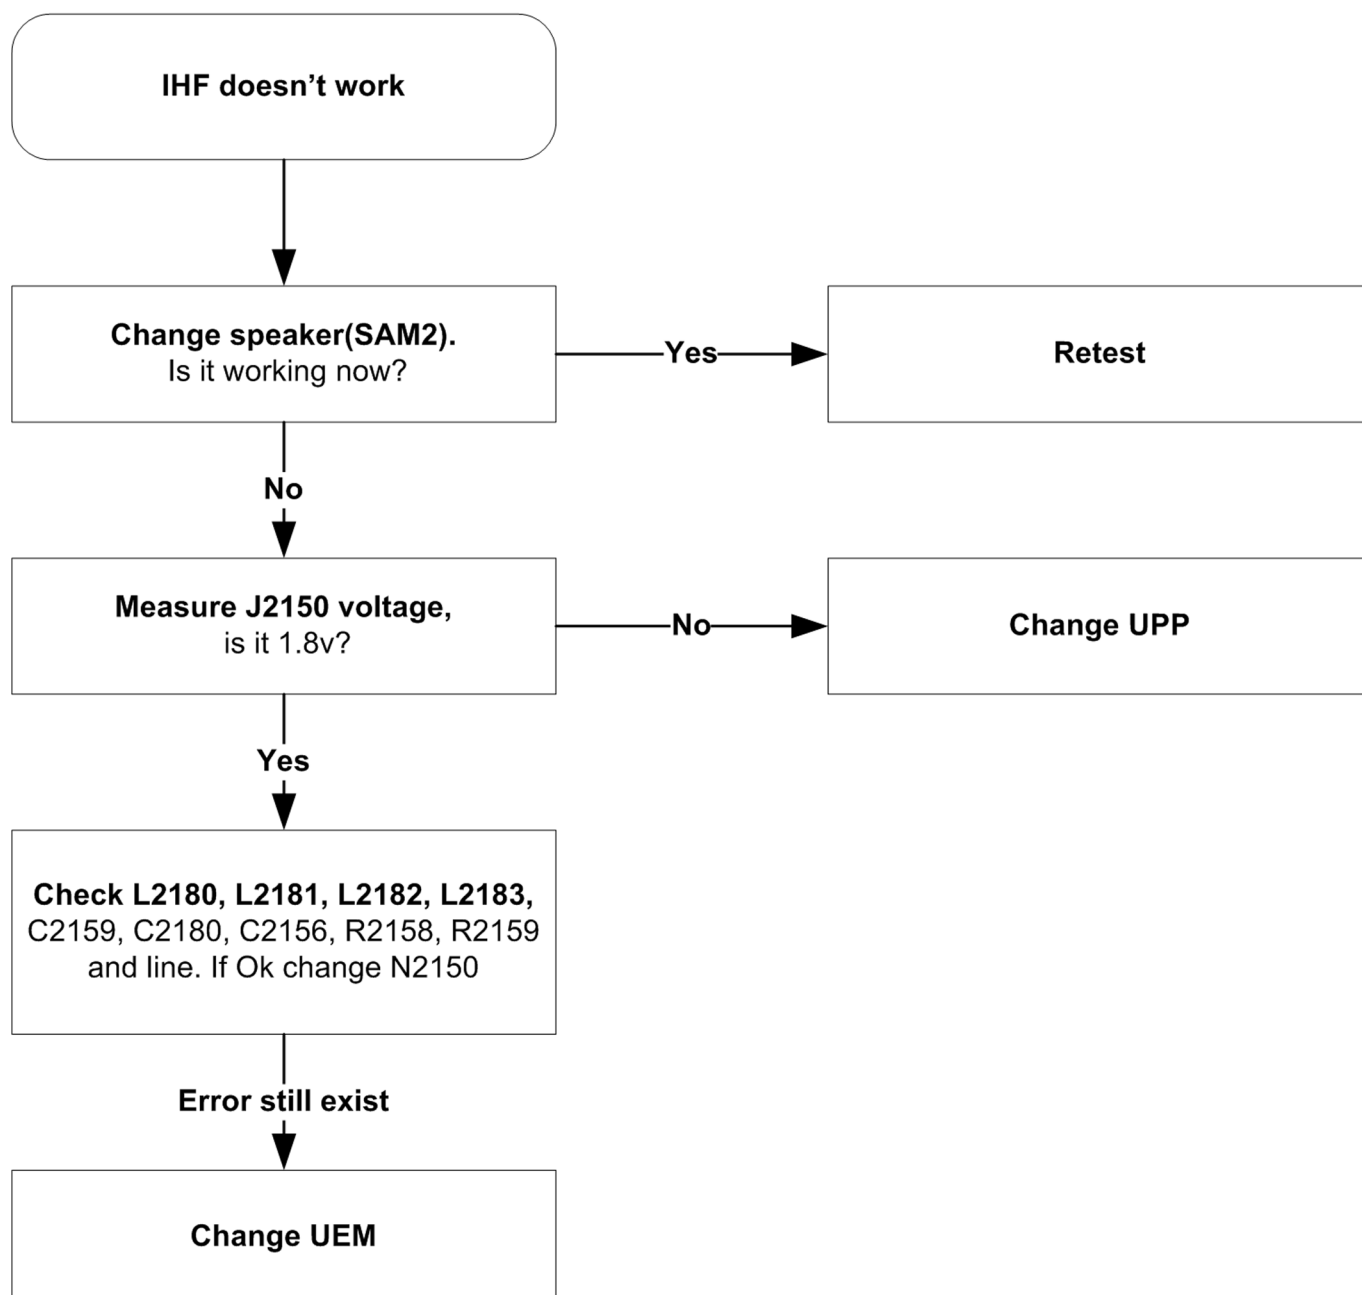 IHF doesn’t work
Change speaker(SAM2).
Is it working now?
Yes
Retest
No
Measure J2150 voltage,
is it 1.8v?
No
Change UPP
Yes
Check L2180, L2181, L2182, L2183,
C2159, C2180, C2156, R2158, R2159
and line. If Ok change N2150
Error still exist
Change UEM